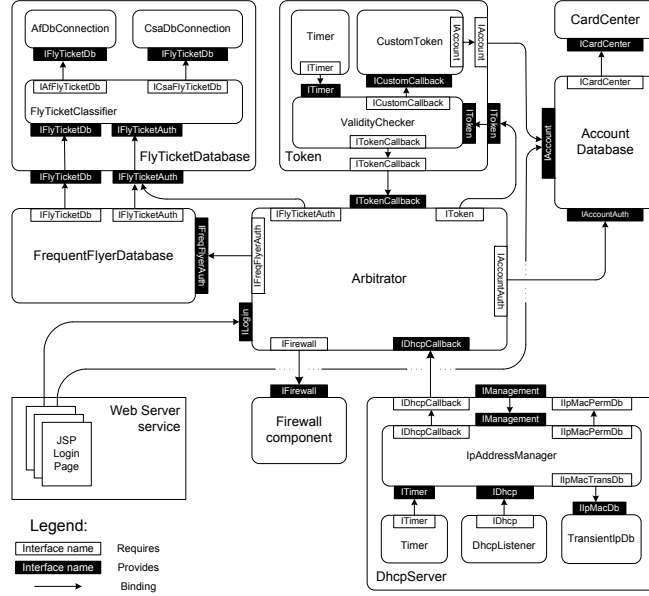 AfDbConnection
IFlyTicketDb
CsaDbConnection
IFlyTicketDb
IAfFlyTicketDb
ICsaFlyTicketDb
FlyTicketClassifier
IFlyTicketDb
IFlyTicketAuth
FlyTicketDatabase
IFlyTicketDb
IFlyTicketAuth
IFlyTicketDb
IFlyTicketAuth
FrequentFlyerDatabase
IFreqFlyerAuth
Timer
ITimer
ITimer
CustomToken
IAccount
IAccount
ICustomCallback
ICustomCallback
ValidityChecker
IToken
IToken
ITokenCallback
Token
ITokenCallback
ITokenCallback
IFlyTicketAuth
IToken
IFreqFlyerAuth
Arbitrator
IAccountAuth
ILogin
IFirewall
IDhcpCallback
CardCenter
ICardCenter
ICardCenter
IAccount
Account
Database
IAccountAuth
Web Server
service
JSP
Login
Page
IFirewall
Firewall
component
IManagement
IDhcpCallback
IIpMacPermDb
IManagement
IDhcpCallback
IIpMacPermDb
IpAddressManager
IIpMacTransDb
ITimer
IDhcp
IIpMacDb
ITimer
IDhcp
Timer
DhcpListener
TransientIpDb
DhcpServer
Legend:
Interface name
Requires
Interface name
Provides
Binding